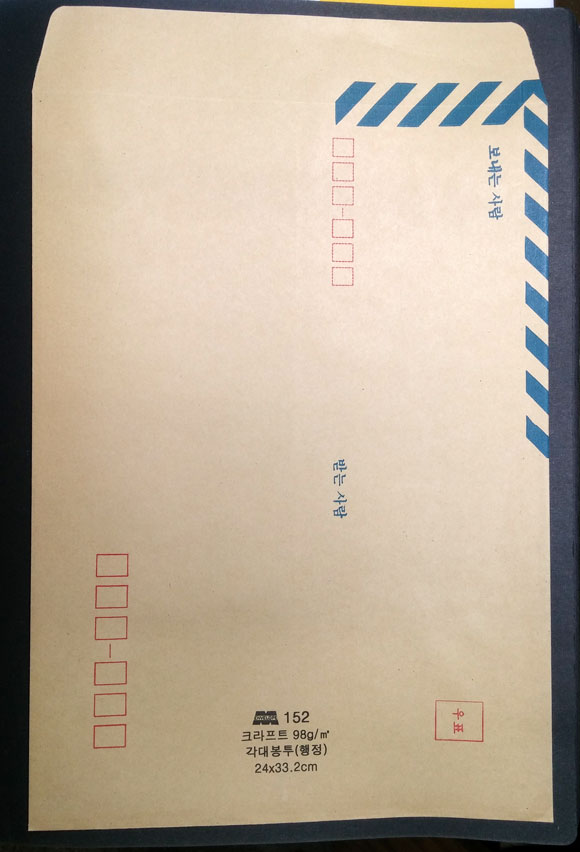 보내는 사람
받는 사람
우표
ENVELOPE 152
크라프트 98g/㎡
각대봉투(행정)
24x33.2cm